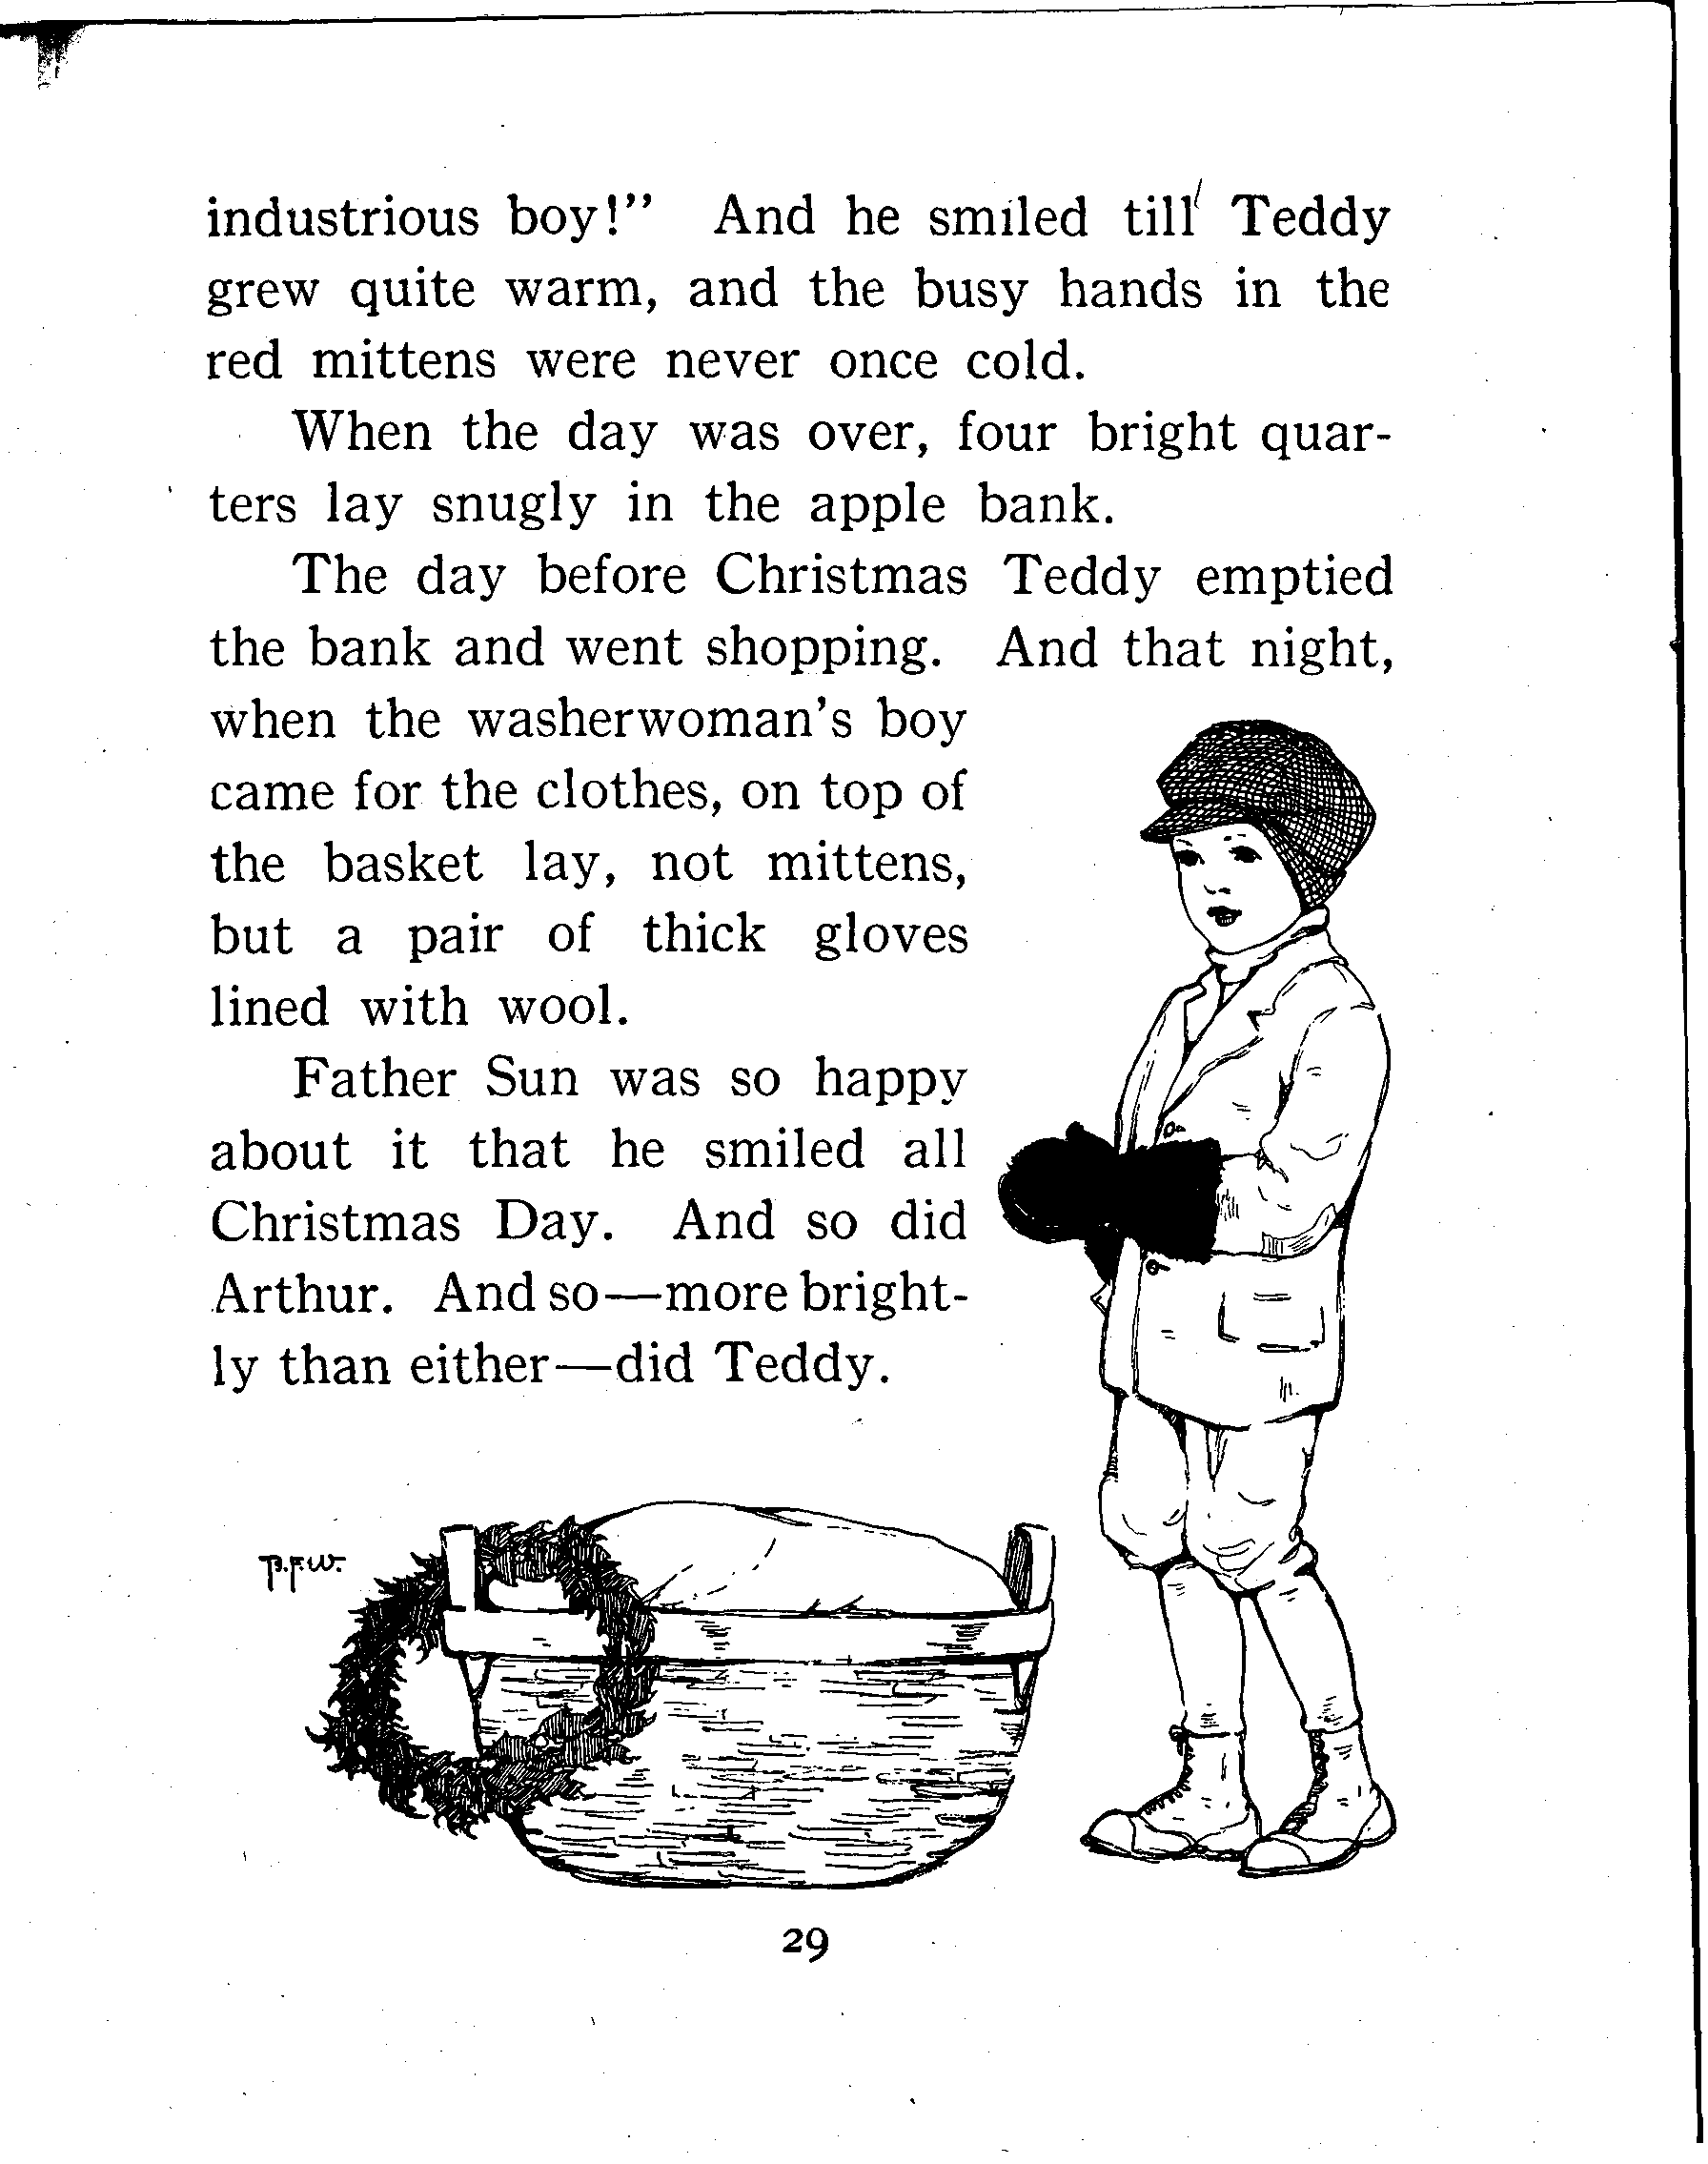 industrious boy!” And he smiled till Teddy
grew quite warm, and the busy hands in the
red mittens were never once cold.
When the day was over, four bright quar-
ters lay snugly in the apple bank.
The day before Christmas Teddy emptied
the bank and went shopping. And that night,
when the washerwoman’s boy
came for the clothes, on top of
the basket lay, not mittens,
but a pair of thick gloves
lined with wool.
Father Sun was so happy
about it that he smiled all
Christmas Day. And so did
Arthur. And so—more bright-
ly than either—did Teddy.
29